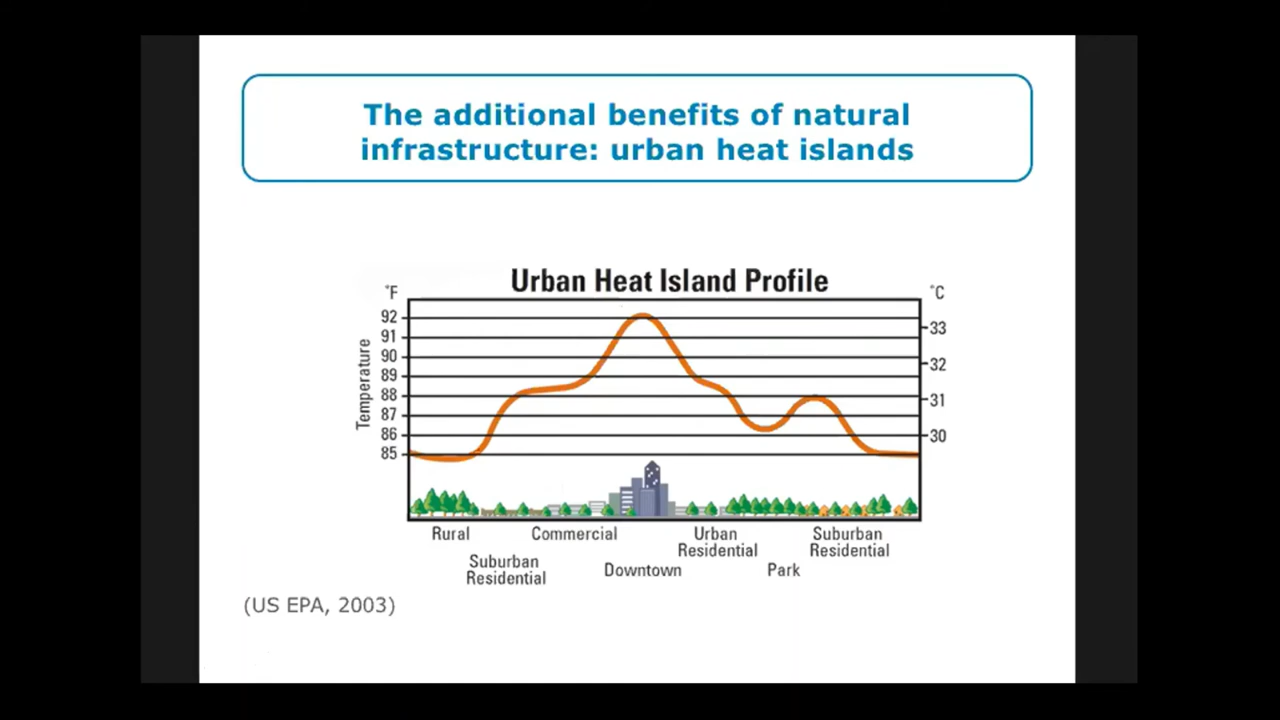 The additional benefits of natural
infrastructure: urban heat islands
Urban Heat Island Profile
°F
°C
Temperature
92
91
90
89
88
87
86
85
33
32
31
30
Rural
Suburban
Residential
Commercial
Downtown
Urban
Residential
Park
Suburban
Residential
(US EPA, 2003)